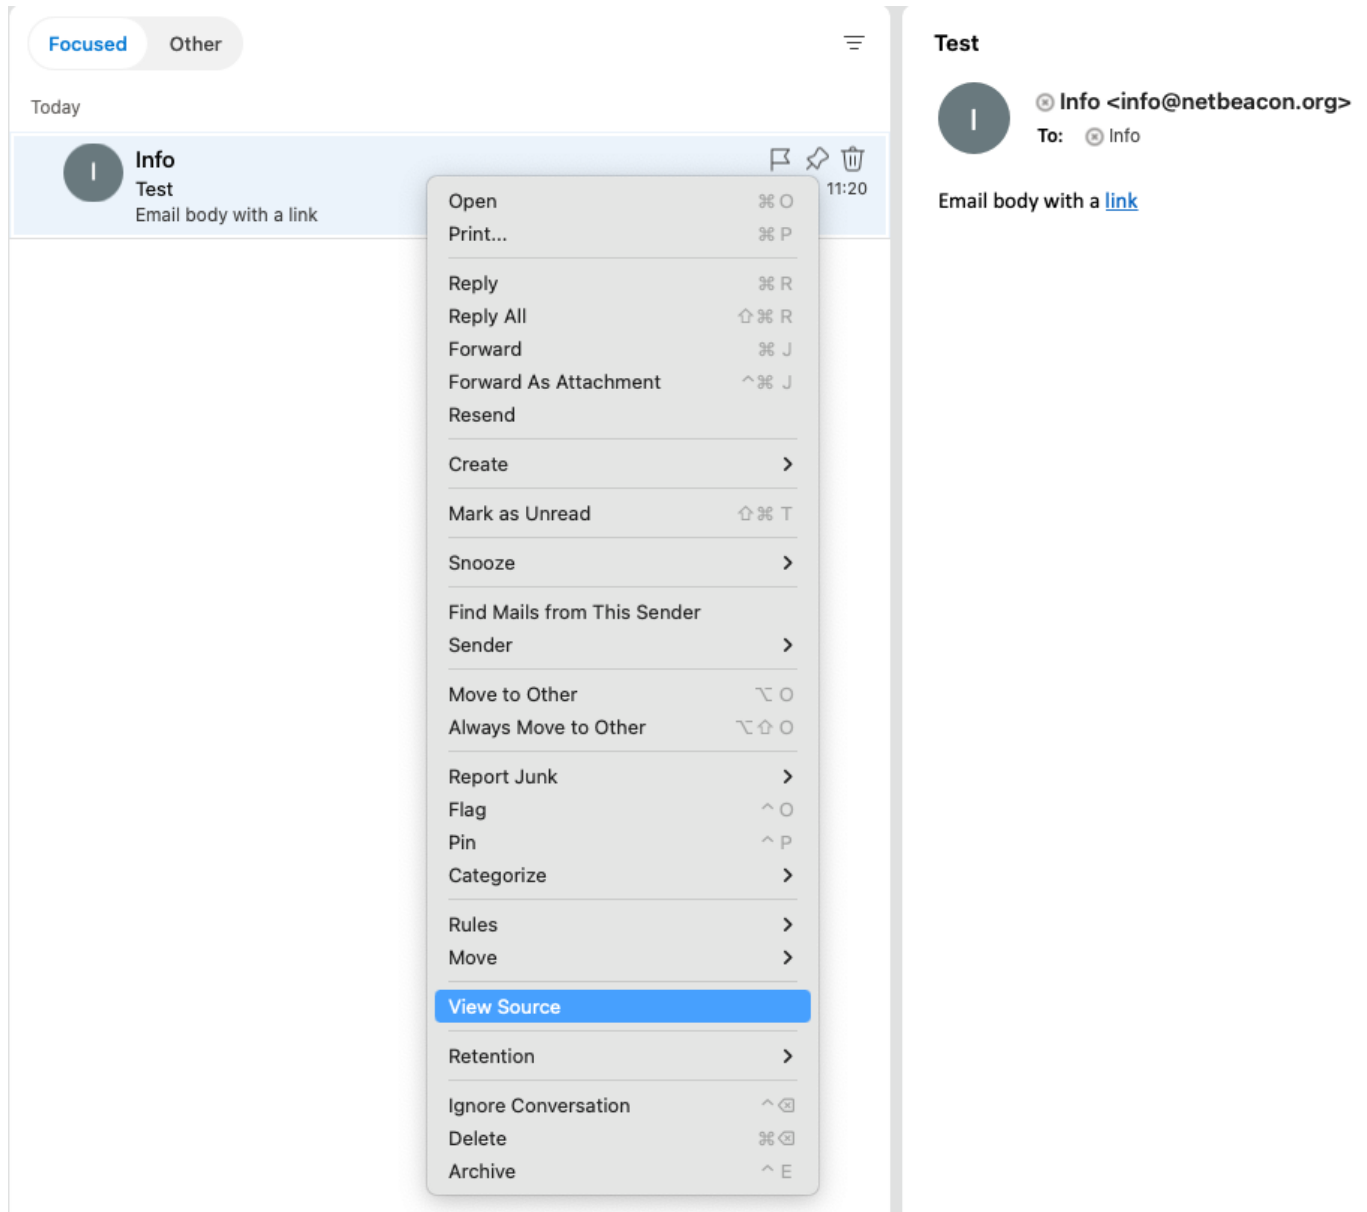 Focused Other
Today
I
Info
Test
11:20
Email body with a link
Open ⌘ O
Print... ⌘ P
Reply ⌘ R
Reply All ⇧ ⌘ R
Forward ⌘ J
Forward As Attachment ^ ⌘ J
Resend
Create
Mark as Unread ⇧ ⌘ T
Snooze
Find Mails from This Sender
Sender
Move to Other ⌥ O
Always Move to Other ⌥ ⇧ O
Report Junk
Flag ^ O
Pin ^ P
Categorize
Rules
Move
View Source
Retention
Ignore Conversation ^ ⌫
Delete ⌘ ⌫
Archive ^ E
Test
I
Info <info@netbeacon.org>
To: Info
Email body with a link